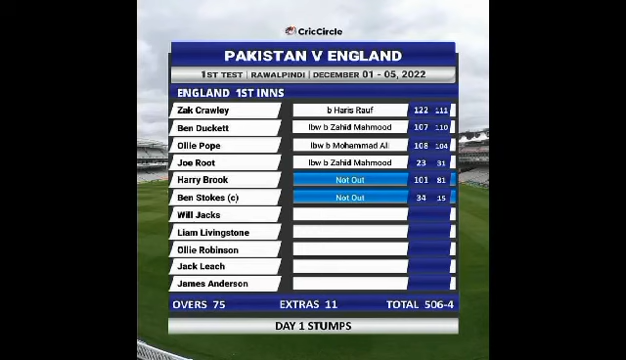 CricCircle
PAKISTAN V ENGLAND
1ST TEST | RAWALPINDI | DECEMBER 01 - 05, 2022
ENGLAND 1ST INNS
Zak Crawley b Haris Rauf 122 111
Ben Duckett lbw b Zahid Mahmood 107 110
Ollie Pope lbw b Mohammad Ali 108 104
Joe Root lbw b Zahid Mahmood 23 31
Harry Brook Not Out 101 81
Ben Stokes (c) Not Out 34 15
Will Jacks
Liam Livingstone
Ollie Robinson
Jack Leach
James Anderson
OVERS 75 EXTRAS 11 TOTAL 506-4
DAY 1 STUMPS